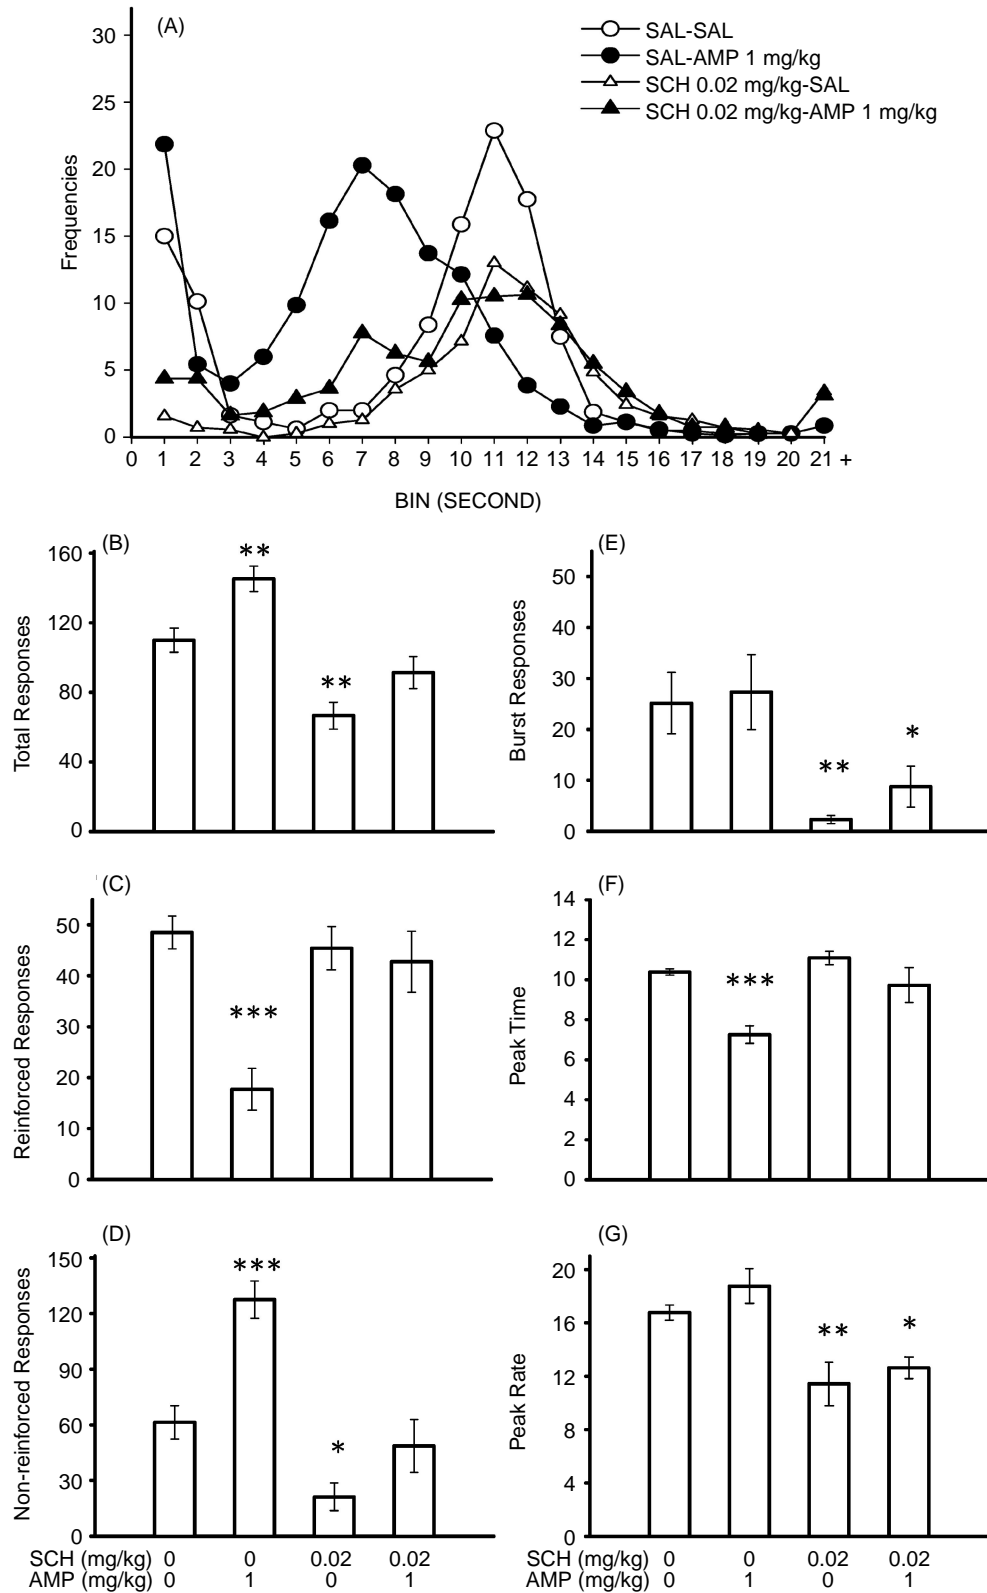 (A)
SAL-SAL
SAL-AMP 1 mg/kg
SCH 0.02 mg/kg-SAL
SCH 0.02 mg/kg-AMP 1 mg/kg
Frequencies
30
25
20
15
10
5
0
0 1 2 3 4 5 6 7 8 9 10 11 12 13 14 15 16 17 18 19 20 21 +
BIN (SECOND)
(B)
Total Responses
160
120
80
40
0
**
**
(E)
Burst Responses
50
40
30
20
10
0
**
*
(C)
Reinforced Responses
50
40
30
20
10
0
***
(F)
Peak Time
14
12
10
8
6
4
2
0
***
(D)
Non-reinforced Responses
150
120
90
60
30
0
***
*
(G)
Peak Rate
20
16
12
8
4
0
**
*
SCH (mg/kg) 0 0 0.02 0.02
AMP (mg/kg) 0 1 0 1
0 0 0.02 0.02
0 1 0 1